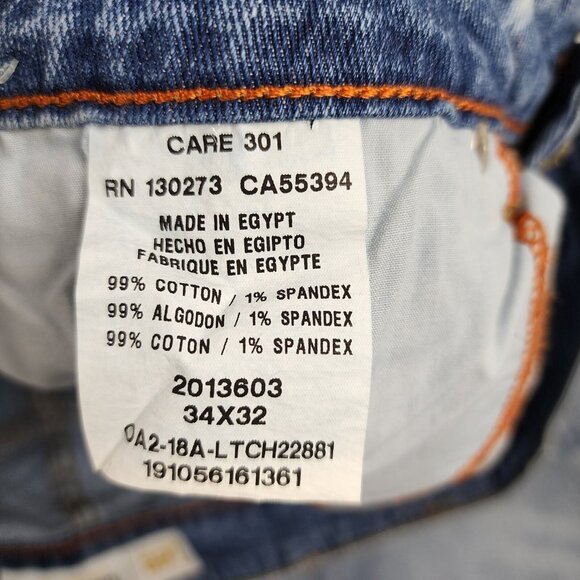 CARE 301
RN 130273 CA55394
MADE IN EGYPT
HECHO EN EGIPTO
FABRIQUE EN EGYPTE
99% COTTON / 1% SPANDEX
99% ALGODON / 1% SPANDEX
99% COTON / 1% SPANDEX
2013603
34X32
0A2-18A-LTCH22881
191056161361